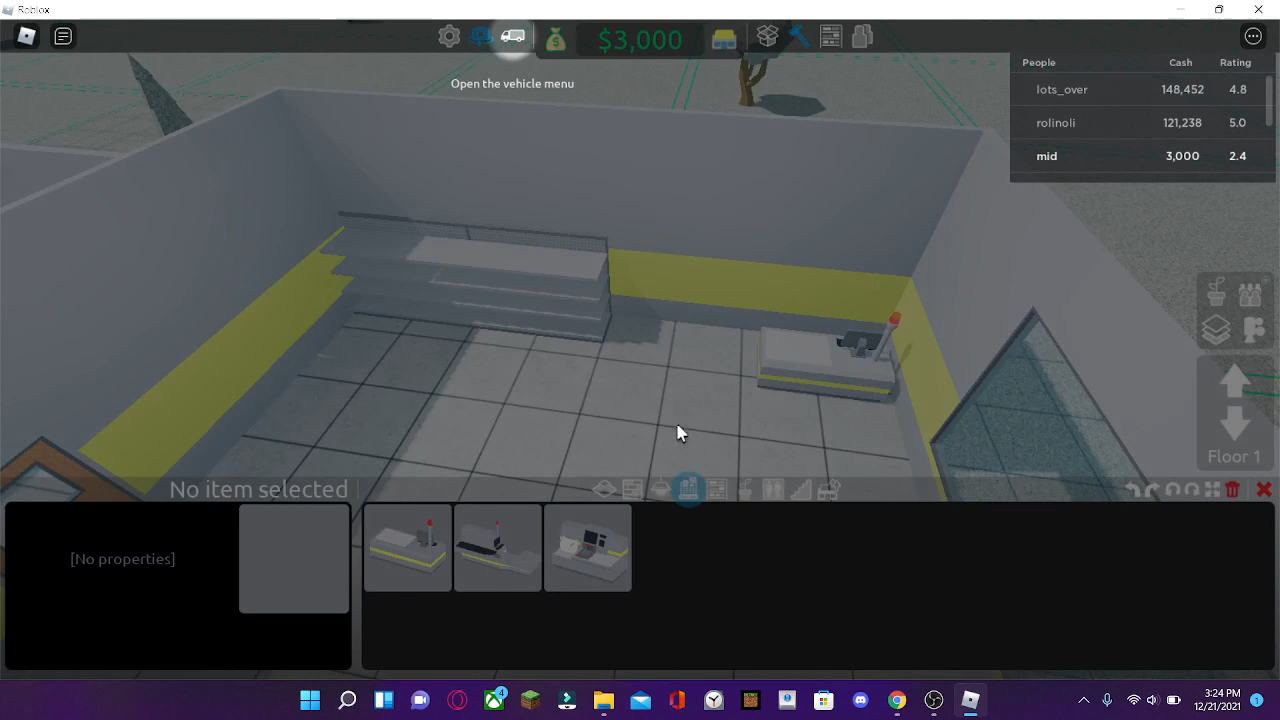 Roblox
$3,000
Open the vehicle menu
People Cash Rating
lots_over 148,452 4.8
rolinoli 121,238 5.0
mid 3,000 2.4
Floor 1
No item selected
[No properties]
4
3:24 PM
12/21/2021
1